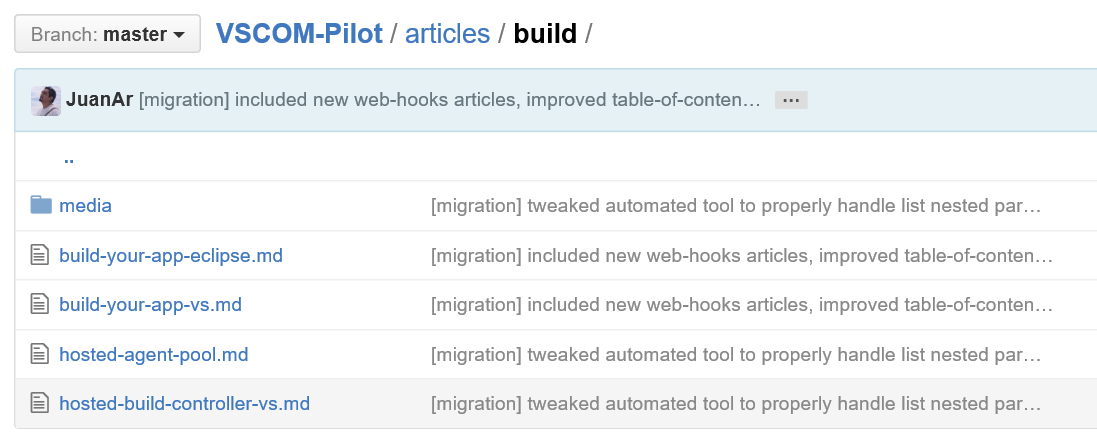 Branch: master VSCOM-Pilot / articles / build /
JuanAr [migration] included new web-hooks articles, improved table-of-conten… ...
..
media [migration] tweaked automated tool to properly handle list nested par…
build-your-app-eclipse.md [migration] included new web-hooks articles, improved table-of-conten…
build-your-app-vs.md [migration] included new web-hooks articles, improved table-of-conten…
hosted-agent-pool.md [migration] tweaked automated tool to properly handle list nested par…
hosted-build-controller-vs.md [migration] tweaked automated tool to properly handle list nested par…